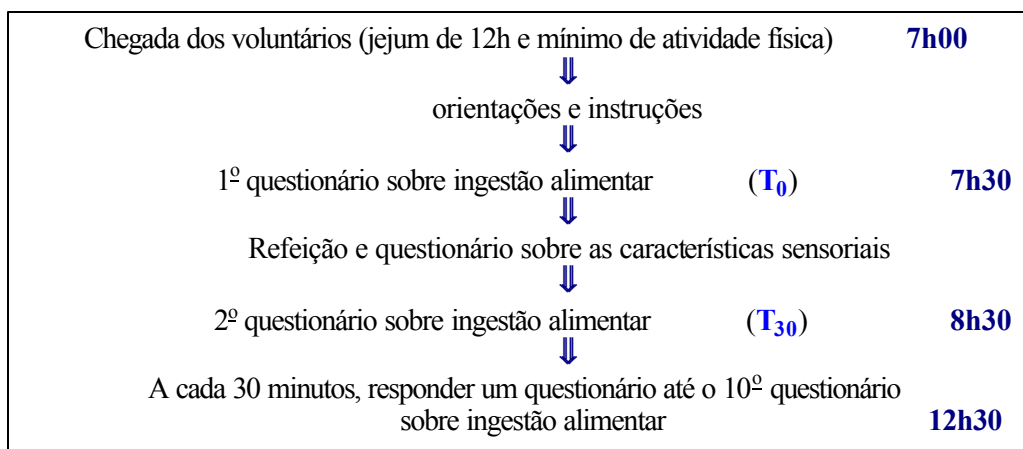 Chegada dos voluntários (jejum de 12h e mínimo de atividade física) 7h00
⇓
orientações e instruções
⇓
1º questionário sobre ingestão alimentar (T₀) 7h30
⇓
Refeição e questionário sobre as características sensoriais
⇓
2º questionário sobre ingestão alimentar (T₃₀) 8h30
⇓
A cada 30 minutos, responder um questionário até o 10º questionário
sobre ingestão alimentar 12h30